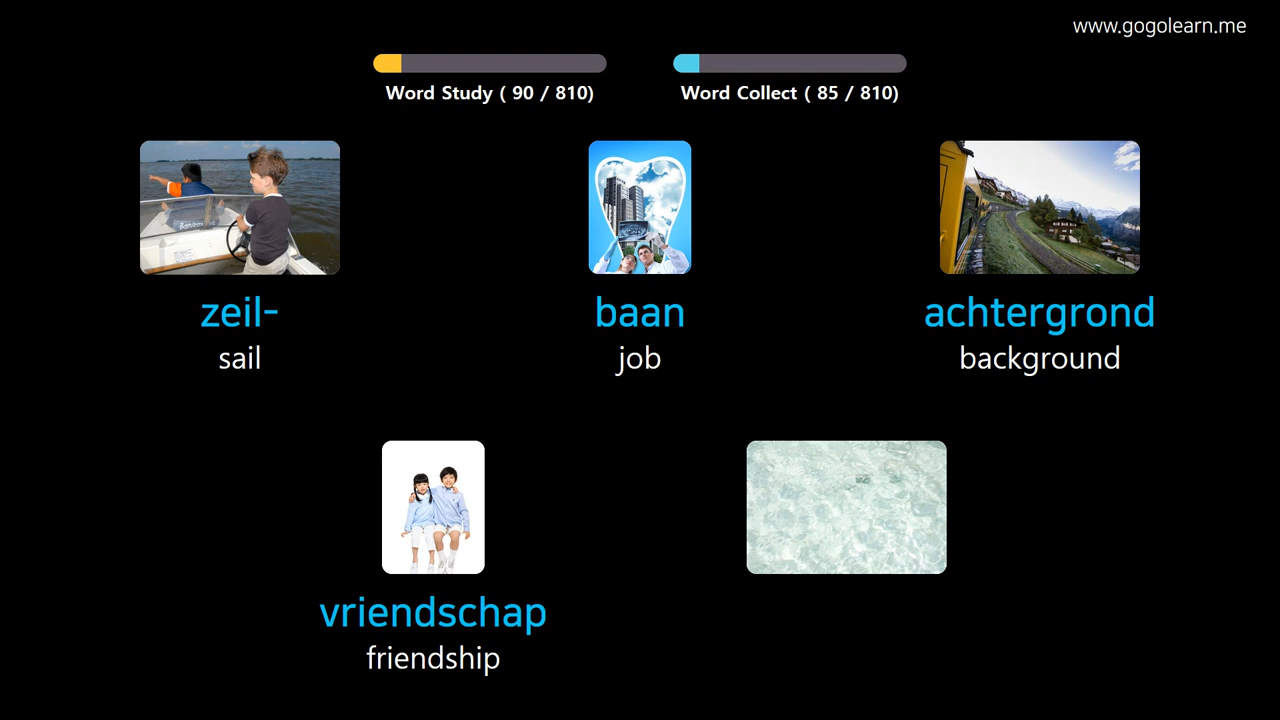 www.gogolearn.me
Word Study ( 90 / 810)
Word Collect ( 85 / 810)
zeil-
sail
baan
job
achtergrond
background
vriendschap
friendship